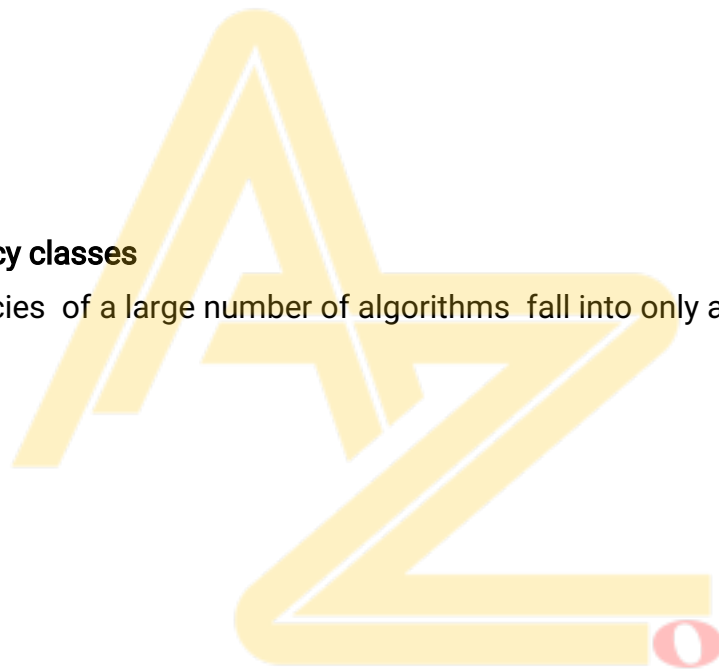 cy classes
cies of a large number of algorithms fall into only a